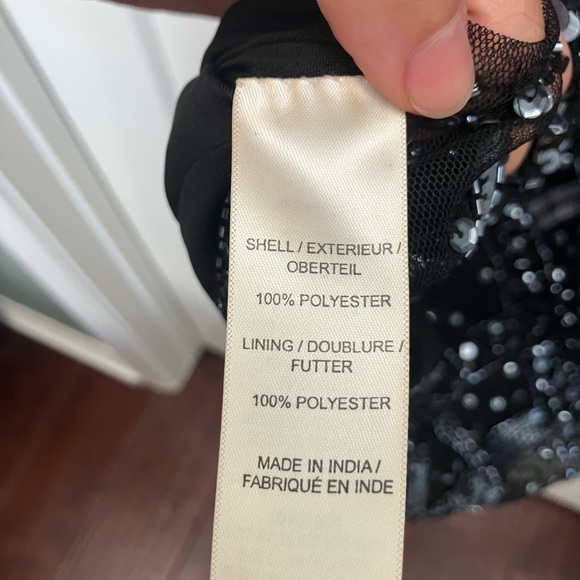 SHELL / EXTERIEUR /
OBERTEIL
100% POLYESTER
LINING / DOUBLURE /
FUTTER
100% POLYESTER
MADE IN INDIA /
FABRIQUÉ EN INDE